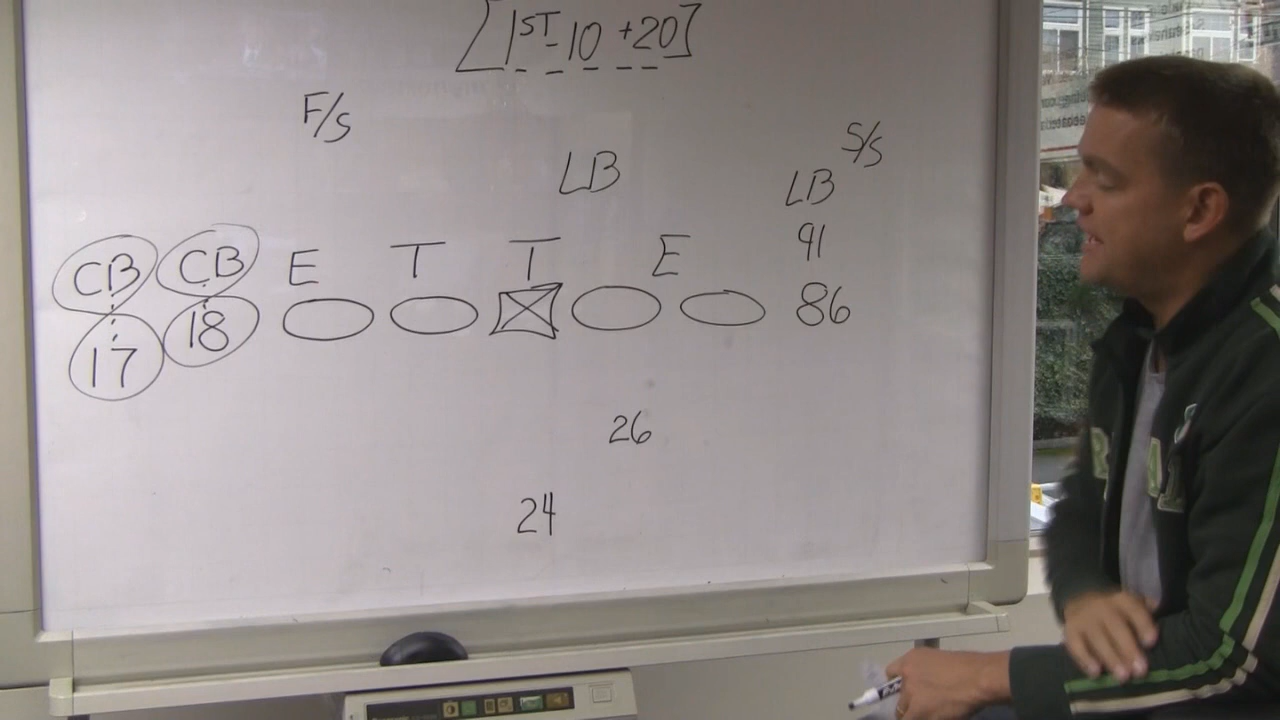 [1ST-10 +20]
F/S
S/S
LB
LB
91
CB CB E T T E
17 18 86
26
24